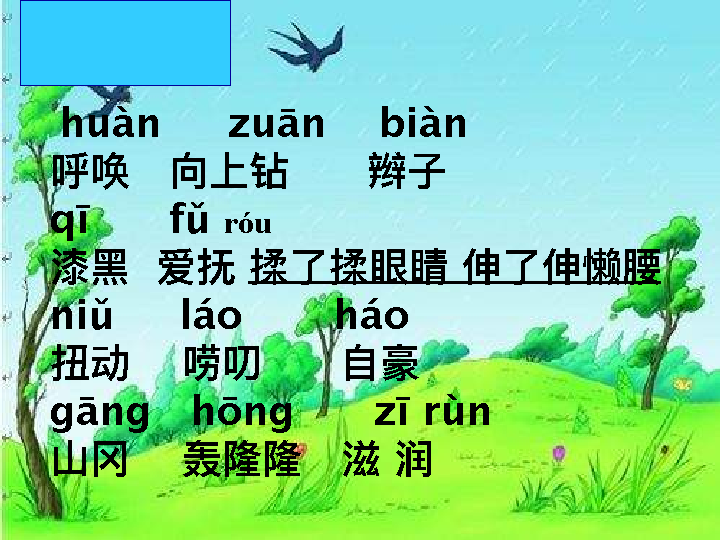 huàn zuān biàn
呼唤 向上钻 辫子
qī fǔ róu
漆黑 爱抚 揉了揉眼睛 伸了伸懒腰
niǔ láo háo
扭动 唠叨 自豪
gāng hōng zī rùn
山冈 轰隆隆 滋 润